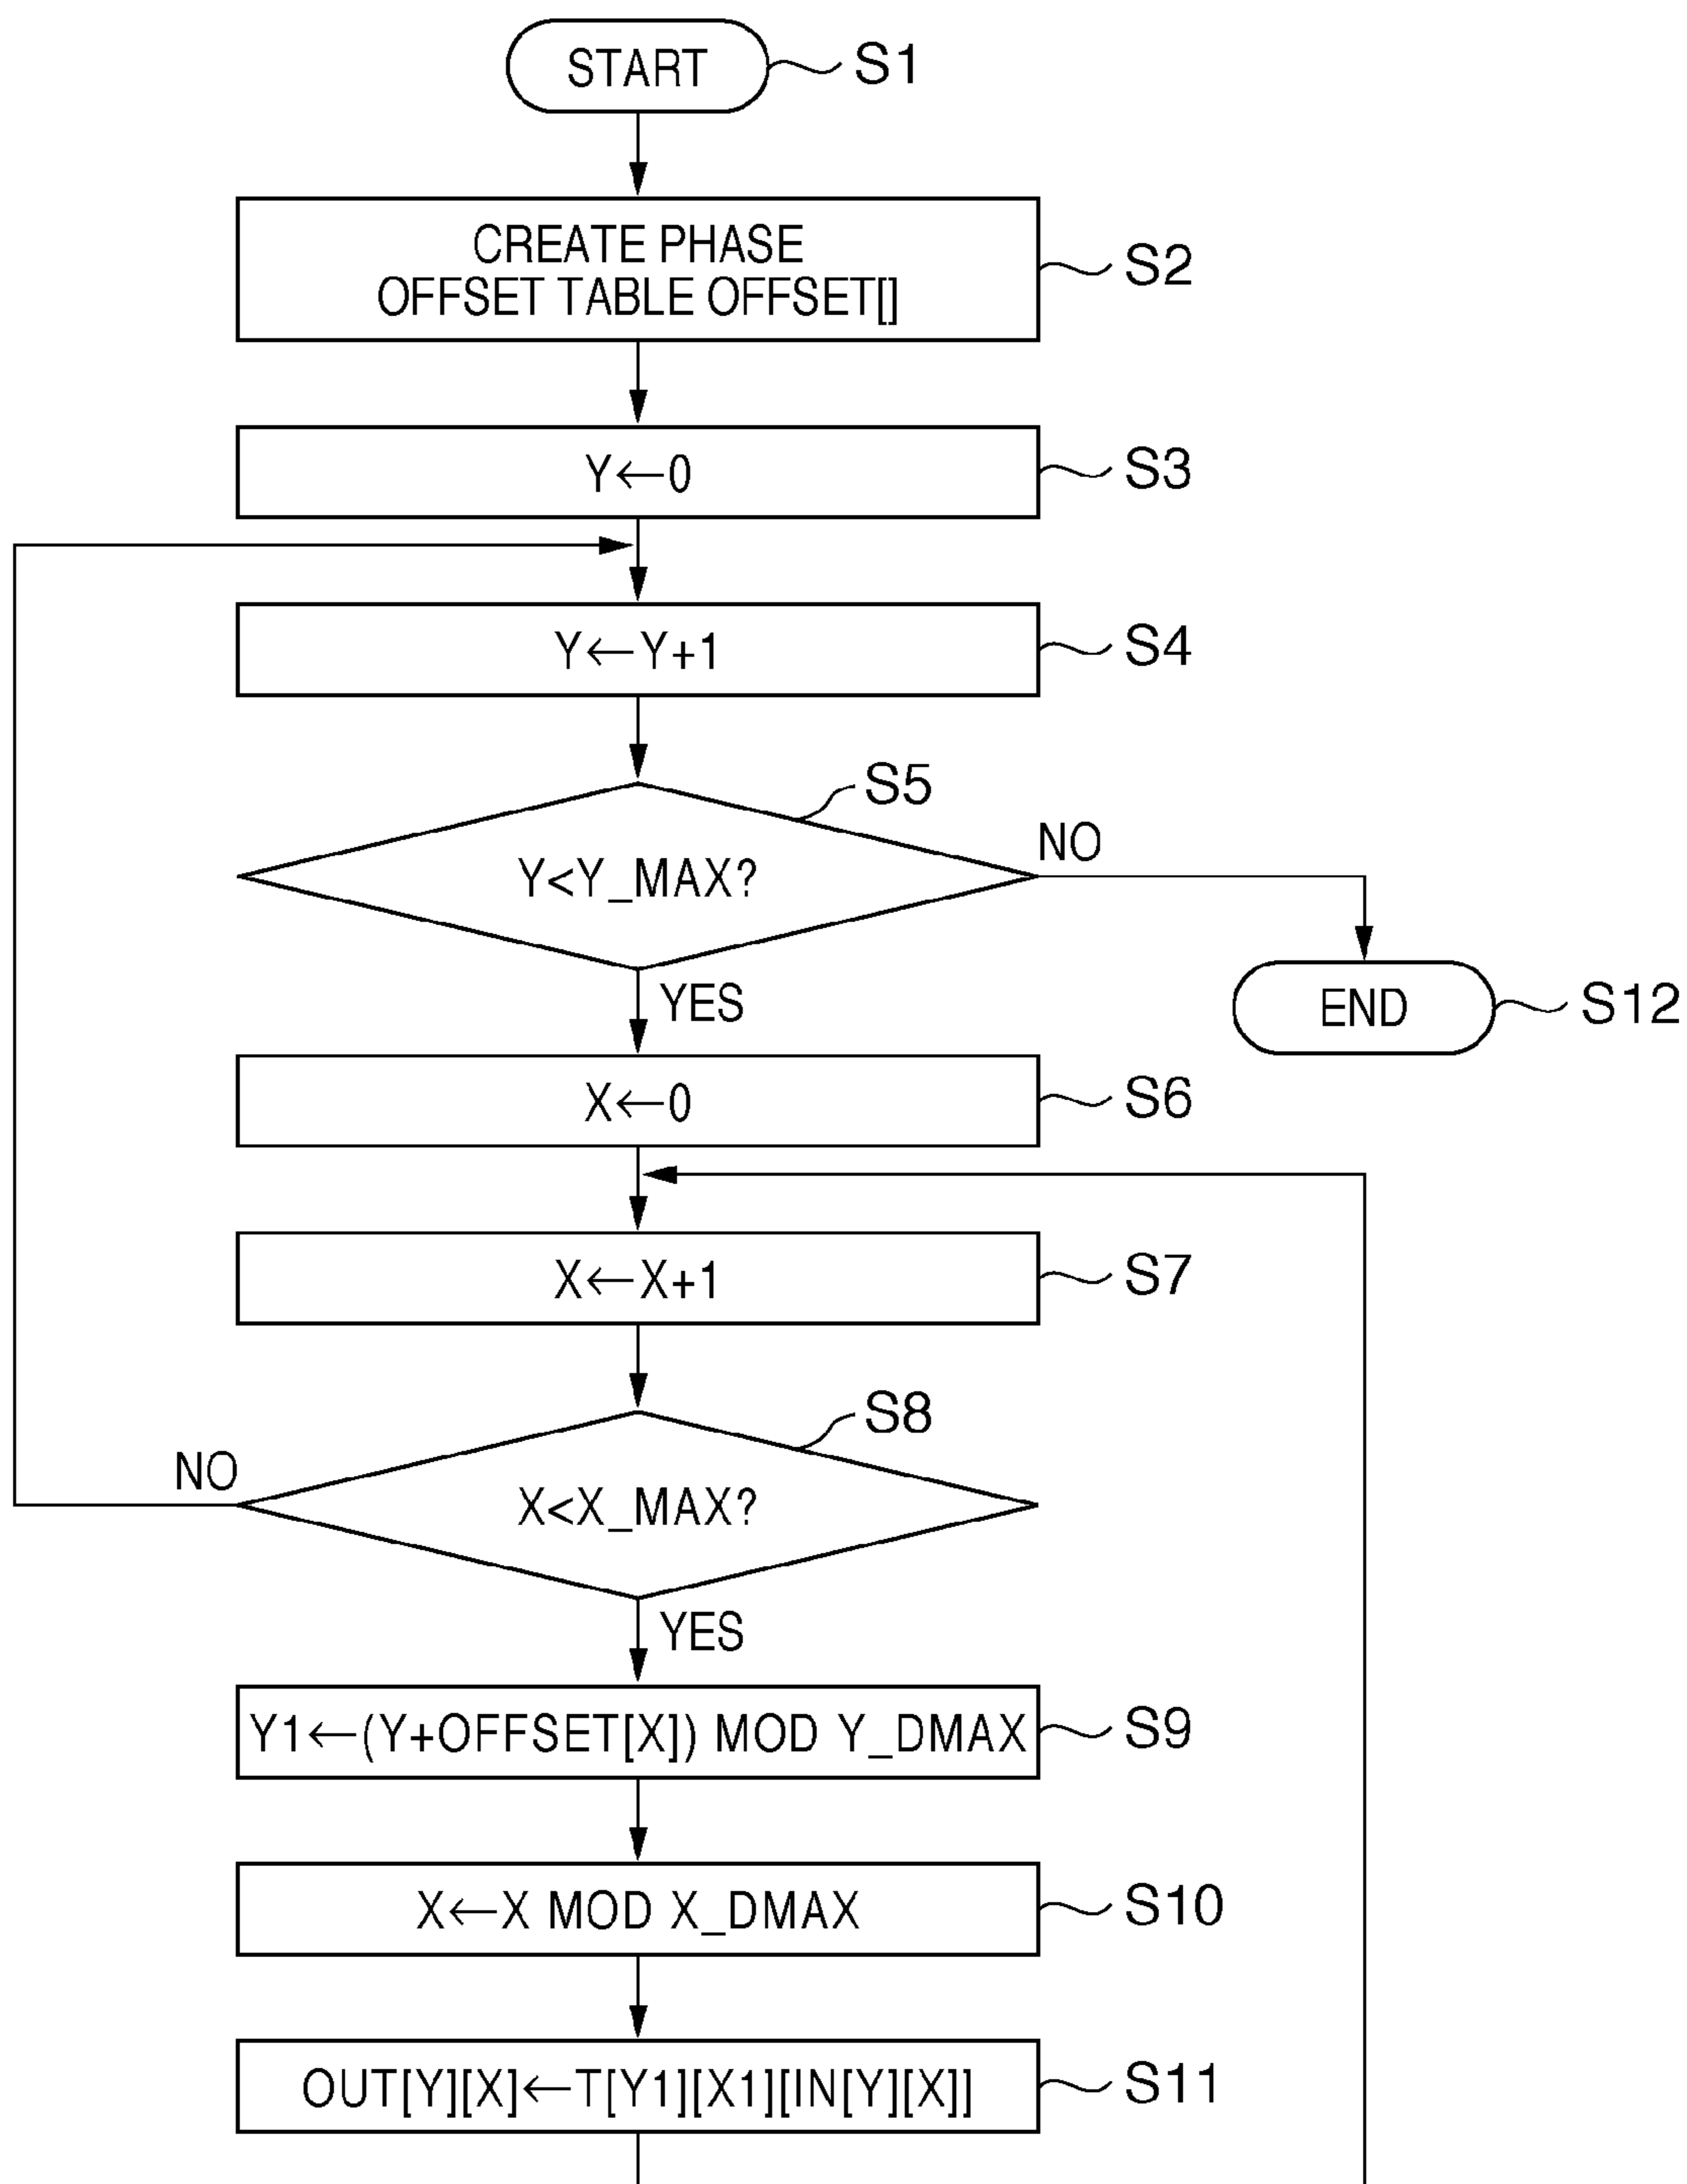 START
S1
CREATE PHASE
OFFSET TABLE OFFSET[]
S2
Y←0
S3
Y←Y+1
S4
S5
Y<Y_MAX?
NO
YES
END
S12
X←0
S6
X←X+1
S7
S8
NO
X<X_MAX?
YES
Y1←(Y+OFFSET[X]) MOD Y_DMAX
S9
X←X MOD X_DMAX
S10
OUT[Y][X]←T[Y1][X1][IN[Y][X]]
S11